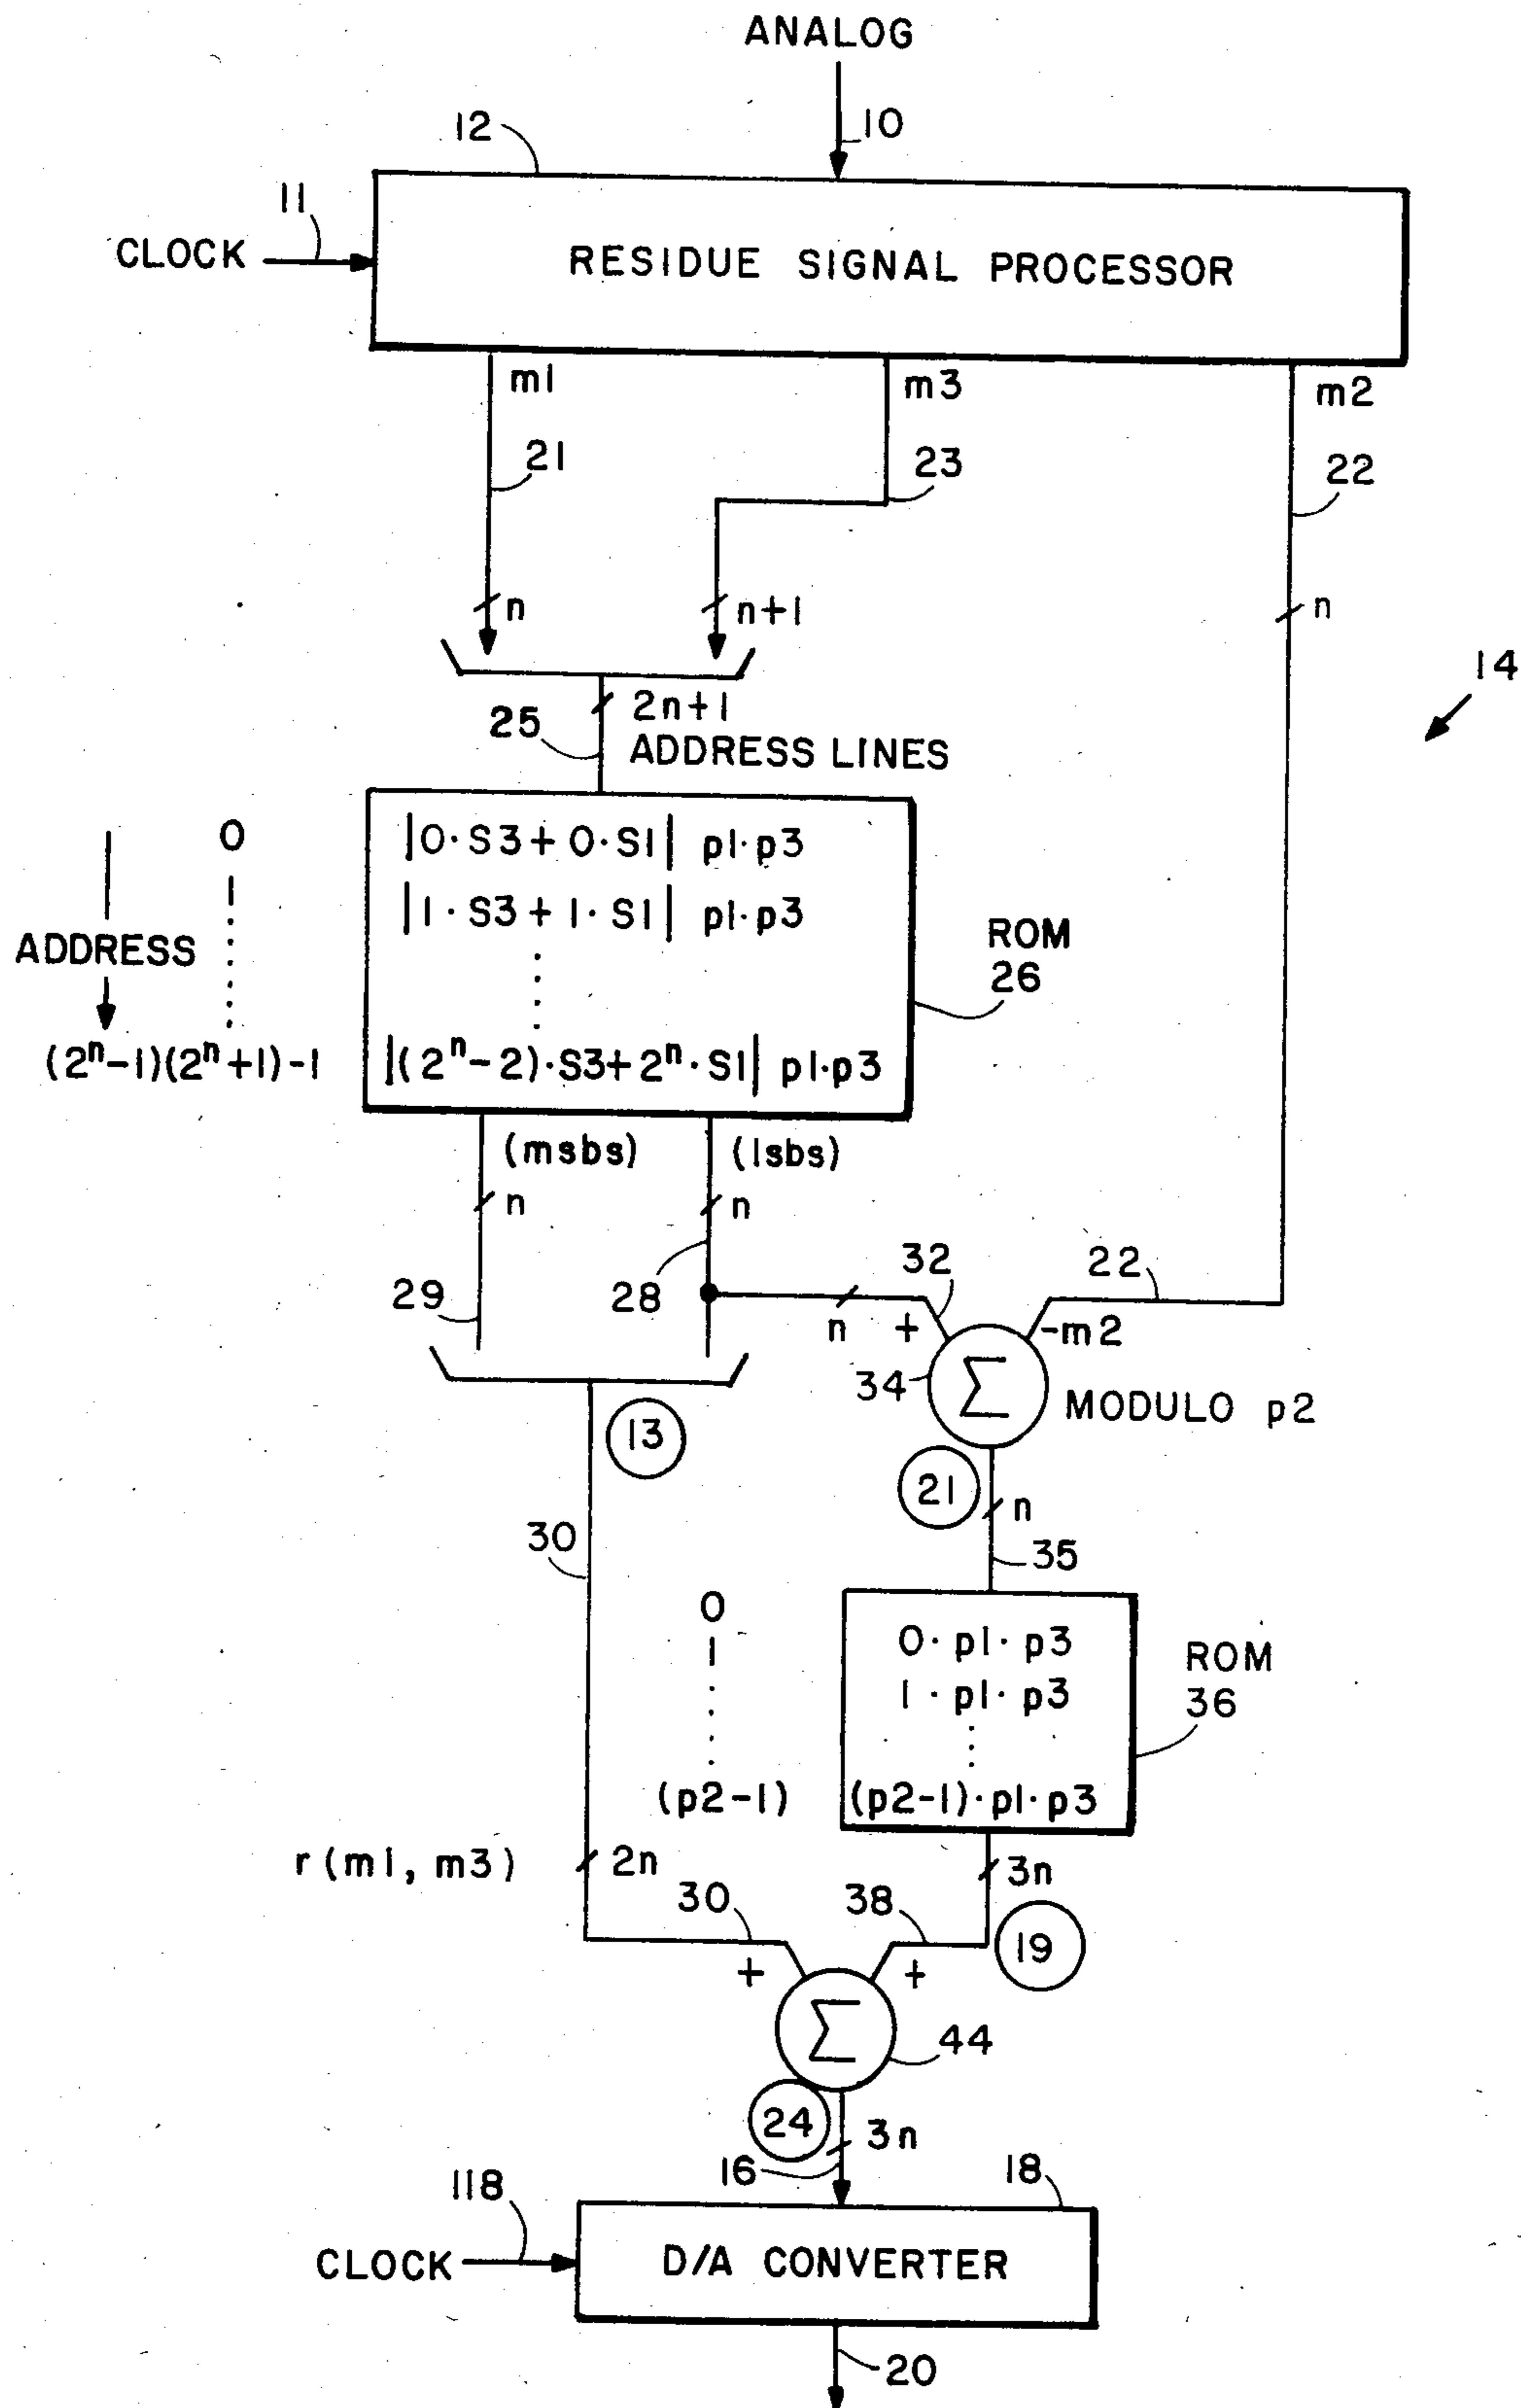 ANALOG
10
12
11
CLOCK
RESIDUE SIGNAL PROCESSOR
m1
m3
m2
21
23
22
n
n+1
n
14
25
2n+1
ADDRESS LINES
0
|0·S3+0·S1| p1·p3
1
|1·S3+1·S1| p1·p3
ADDRESS
ROM
26
(2ⁿ-1)(2ⁿ+1)-1
|(2ⁿ-2)·S3+2ⁿ·S1| p1·p3
(msbs)
(lsbs)
n
n
29
28
32
22
n
+
-m2
34
Σ
MODULO p2
13
21
n
30
35
0
0·p1·p3
1
1·p1·p3
ROM
36
(p2-1)
(p2-1)·p1·p3
r(m1, m3)
2n
3n
30
38
19
+
+
Σ
44
24
3n
16
118
18
CLOCK
D/A CONVERTER
20